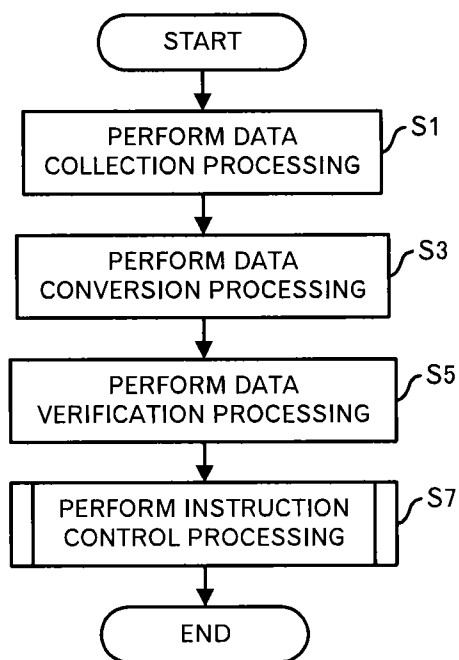 START
PERFORM DATA
COLLECTION PROCESSING
S1
PERFORM DATA
CONVERSION PROCESSING
S3
PERFORM DATA
VERIFICATION PROCESSING
S5
PERFORM INSTRUCTION
CONTROL PROCESSING
S7
END